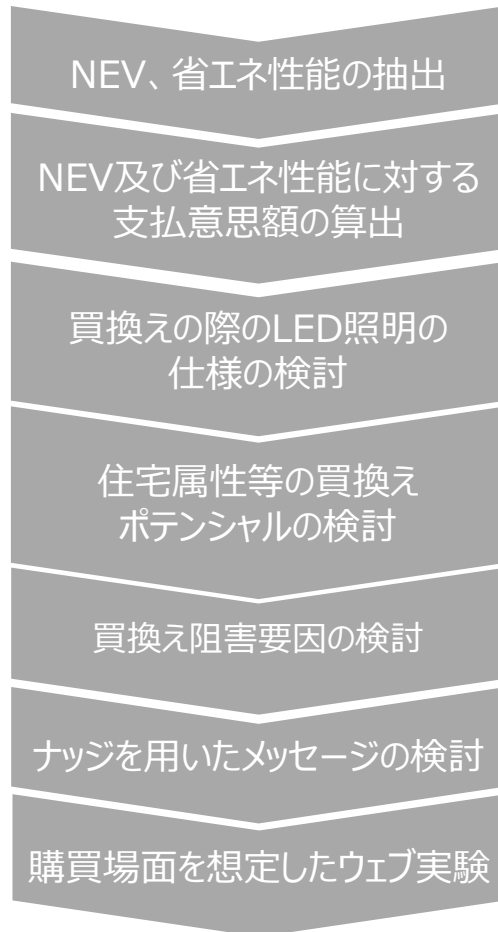 NEV、省エネ性能の抽出
NEV及び省エネ性能に対する
支払意思額の算出
買換えの際のLED照明の
仕様の検討
住宅属性等の買換え
ポテンシャルの検討
買換え阻害要因の検討
ナッジを用いたメッセージの検討
購買場面を想定したウェブ実験